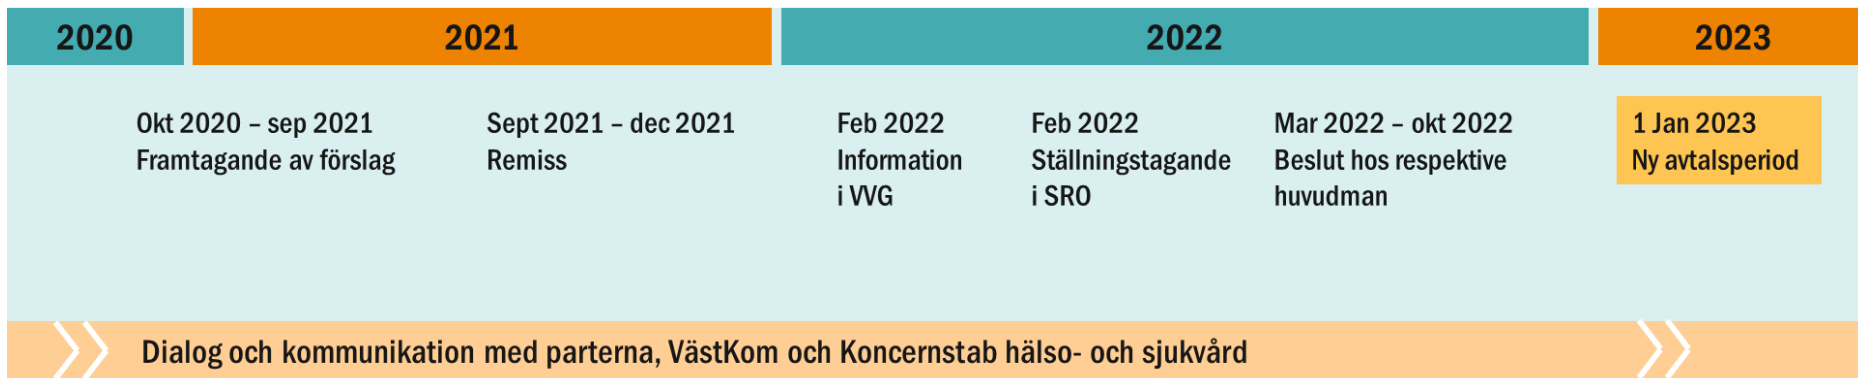 2020
2021
2022
2023
Okt 2020 – sep 2021
Framtagande av förslag
Sept 2021 – dec 2021
Remiss
Feb 2022
Information
i VVG
Feb 2022
Ställningstagande
i SRO
Mar 2022 – okt 2022
Beslut hos respektive
huvudman
1 Jan 2023
Ny avtalsperiod
Dialog och kommunikation med parterna, VästKom och Koncernstab hälso- och sjukvård